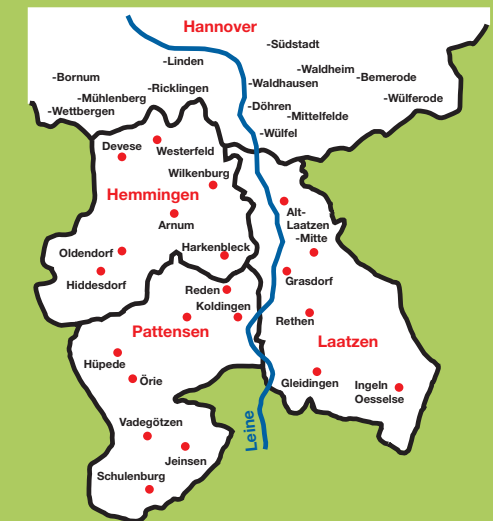 Hannover
-Südstadt
-Linden
-Waldheim
-Bornum
-Bemerode
-Ricklingen
-Waldhausen
-Mühlenberg
-Wülferode
-Wettbergen
-Döhren
-Mittelfelde
-Wülfel
Devese
Westerfeld
Wilkenburg
Hemmingen
Arnum
Alt-
Laatzen
-Mitte
Oldendorf
Harkenbleck
Hiddesdorf
Grasdorf
Reden
Koldingen
Rethen
Pattensen
Laatzen
Hüpede
Örie
Gleidingen
Ingeln
Oesselse
Vadegötzen
Leine
Jeinsen
Schulenburg